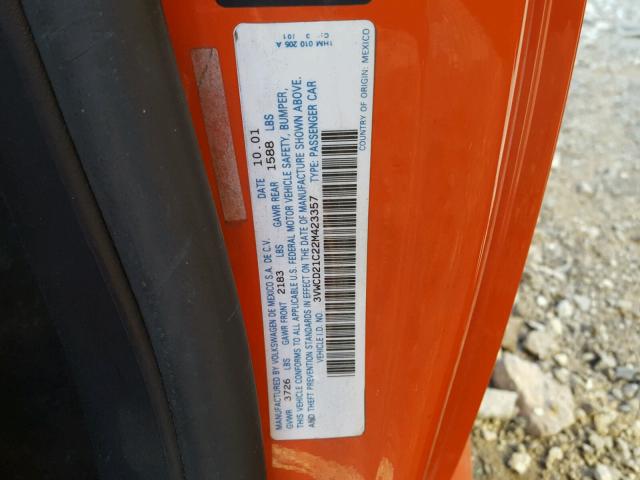 1HM 010 205 A
C: 3 /01
MANUFACTURED BY VOLKSWAGEN DE MEXICO S.A. DE C.V. DATE 10.01
GVWR 3726 LBS GAWR FRONT 2183 LBS GAWR REAR 1588 LBS
THIS VEHICLE CONFORMS TO ALL APPLICABLE U.S. FEDERAL MOTOR VEHICLE SAFETY, BUMPER,
AND THEFT PREVENTION STANDARDS IN EFFECT ON THE DATE OF MANUFACTURE SHOWN ABOVE.
VEHICLE I.D. NO. 3VWCD21C22M423357 TYPE: PASSENGER CAR
COUNTRY OF ORIGIN: MEXICO